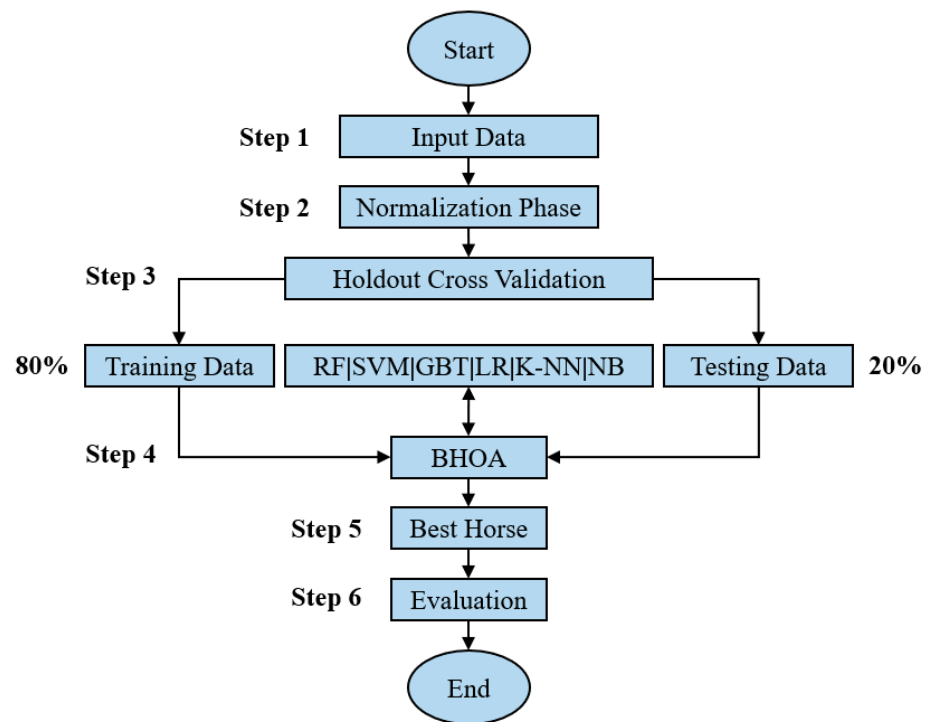 Start
Step 1
Input Data
Step 2
Normalization Phase
Step 3
Holdout Cross Validation
80%
Training Data
RF|SVM|GBT|LR|K-NN|NB
Testing Data
20%
Step 4
BHOA
Step 5
Best Horse
Step 6
Evaluation
End